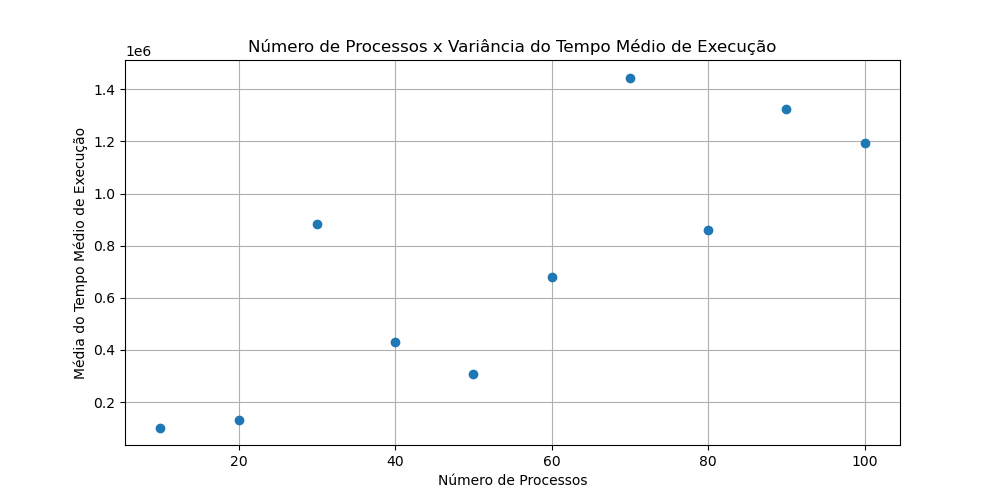 Número de Processos x Variância do Tempo Médio de Execução
1e6
Média do Tempo Médio de Execução
1.4
1.2
1.0
0.8
0.6
0.4
0.2
20 40 60 80 100
Número de Processos